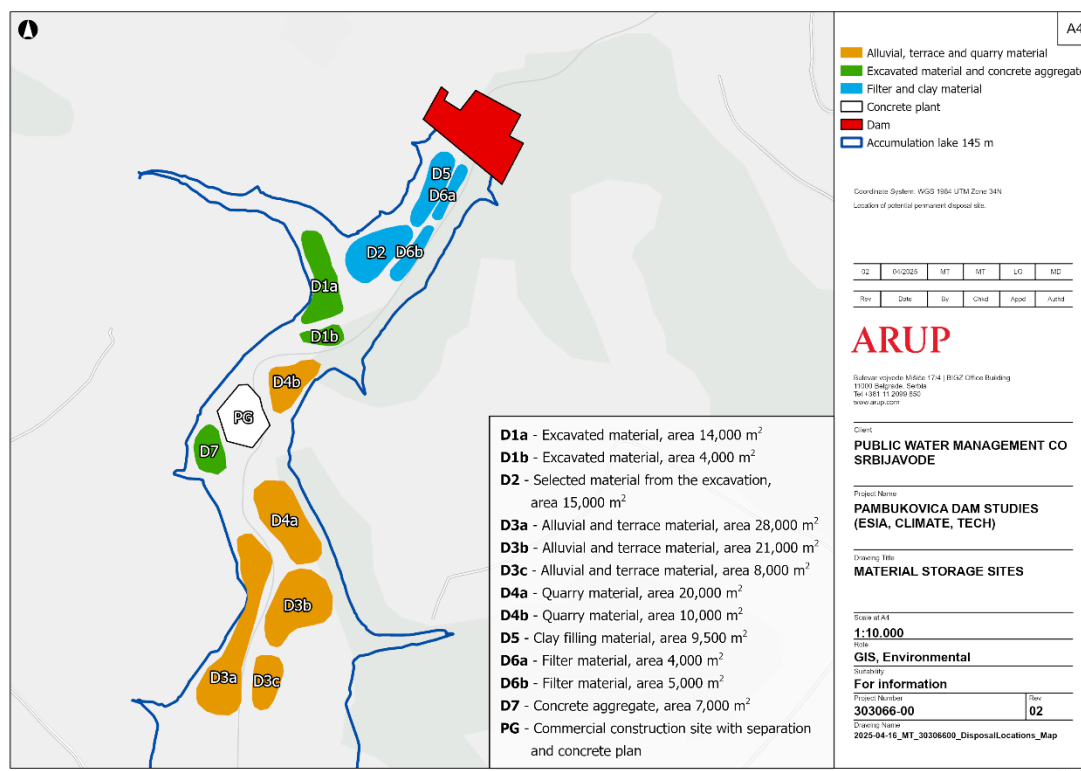 A4
Alluvial, terrace and quarry material
Excavated material and concrete aggregate
Filter and clay material
Concrete plant
Dam
Accumulation lake 145 m
Coordinate System: WGS 1984 UTM Zone 34N
Location of potential permanent disposal site.
02 04/2025 MT MT LO MD
Rev Date By Chkd Appd Authd
ARUP
Bulevar vojvode Mišića 17/4 | BIGZ Office Building
11000 Belgrade, Serbia
Tel +381 11 2099 850
www.arup.com
Client
PUBLIC WATER MANAGEMENT CO
SRBIJAVODE
Project Name
PAMBUKOVICA DAM STUDIES
(ESIA, CLIMATE, TECH)
Drawing Title
MATERIAL STORAGE SITES
Scale at A4
1:10.000
Role
GIS, Environmental
Suitability
For information
Project Number Rev
303066-00 02
Drawing Name
2025-04-16_MT_30306600_DisposalLocations_Map
D5
D6a
D2
D6b
D1a
D1b
D4b
PG
D7
D4a
D3b
D3a
D3c
D1a - Excavated material, area 14,000 m²
D1b - Excavated material, area 4,000 m²
D2 - Selected material from the excavation,
area 15,000 m²
D3a - Alluvial and terrace material, area 28,000 m²
D3b - Alluvial and terrace material, area 21,000 m²
D3c - Alluvial and terrace material, area 8,000 m²
D4a - Quarry material, area 20,000 m²
D4b - Quarry material, area 10,000 m²
D5 - Clay filling material, area 9,500 m²
D6a - Filter material, area 4,000 m²
D6b - Filter material, area 5,000 m²
D7 - Concrete aggregate, area 7,000 m²
PG - Commercial construction site with separation
and concrete plan